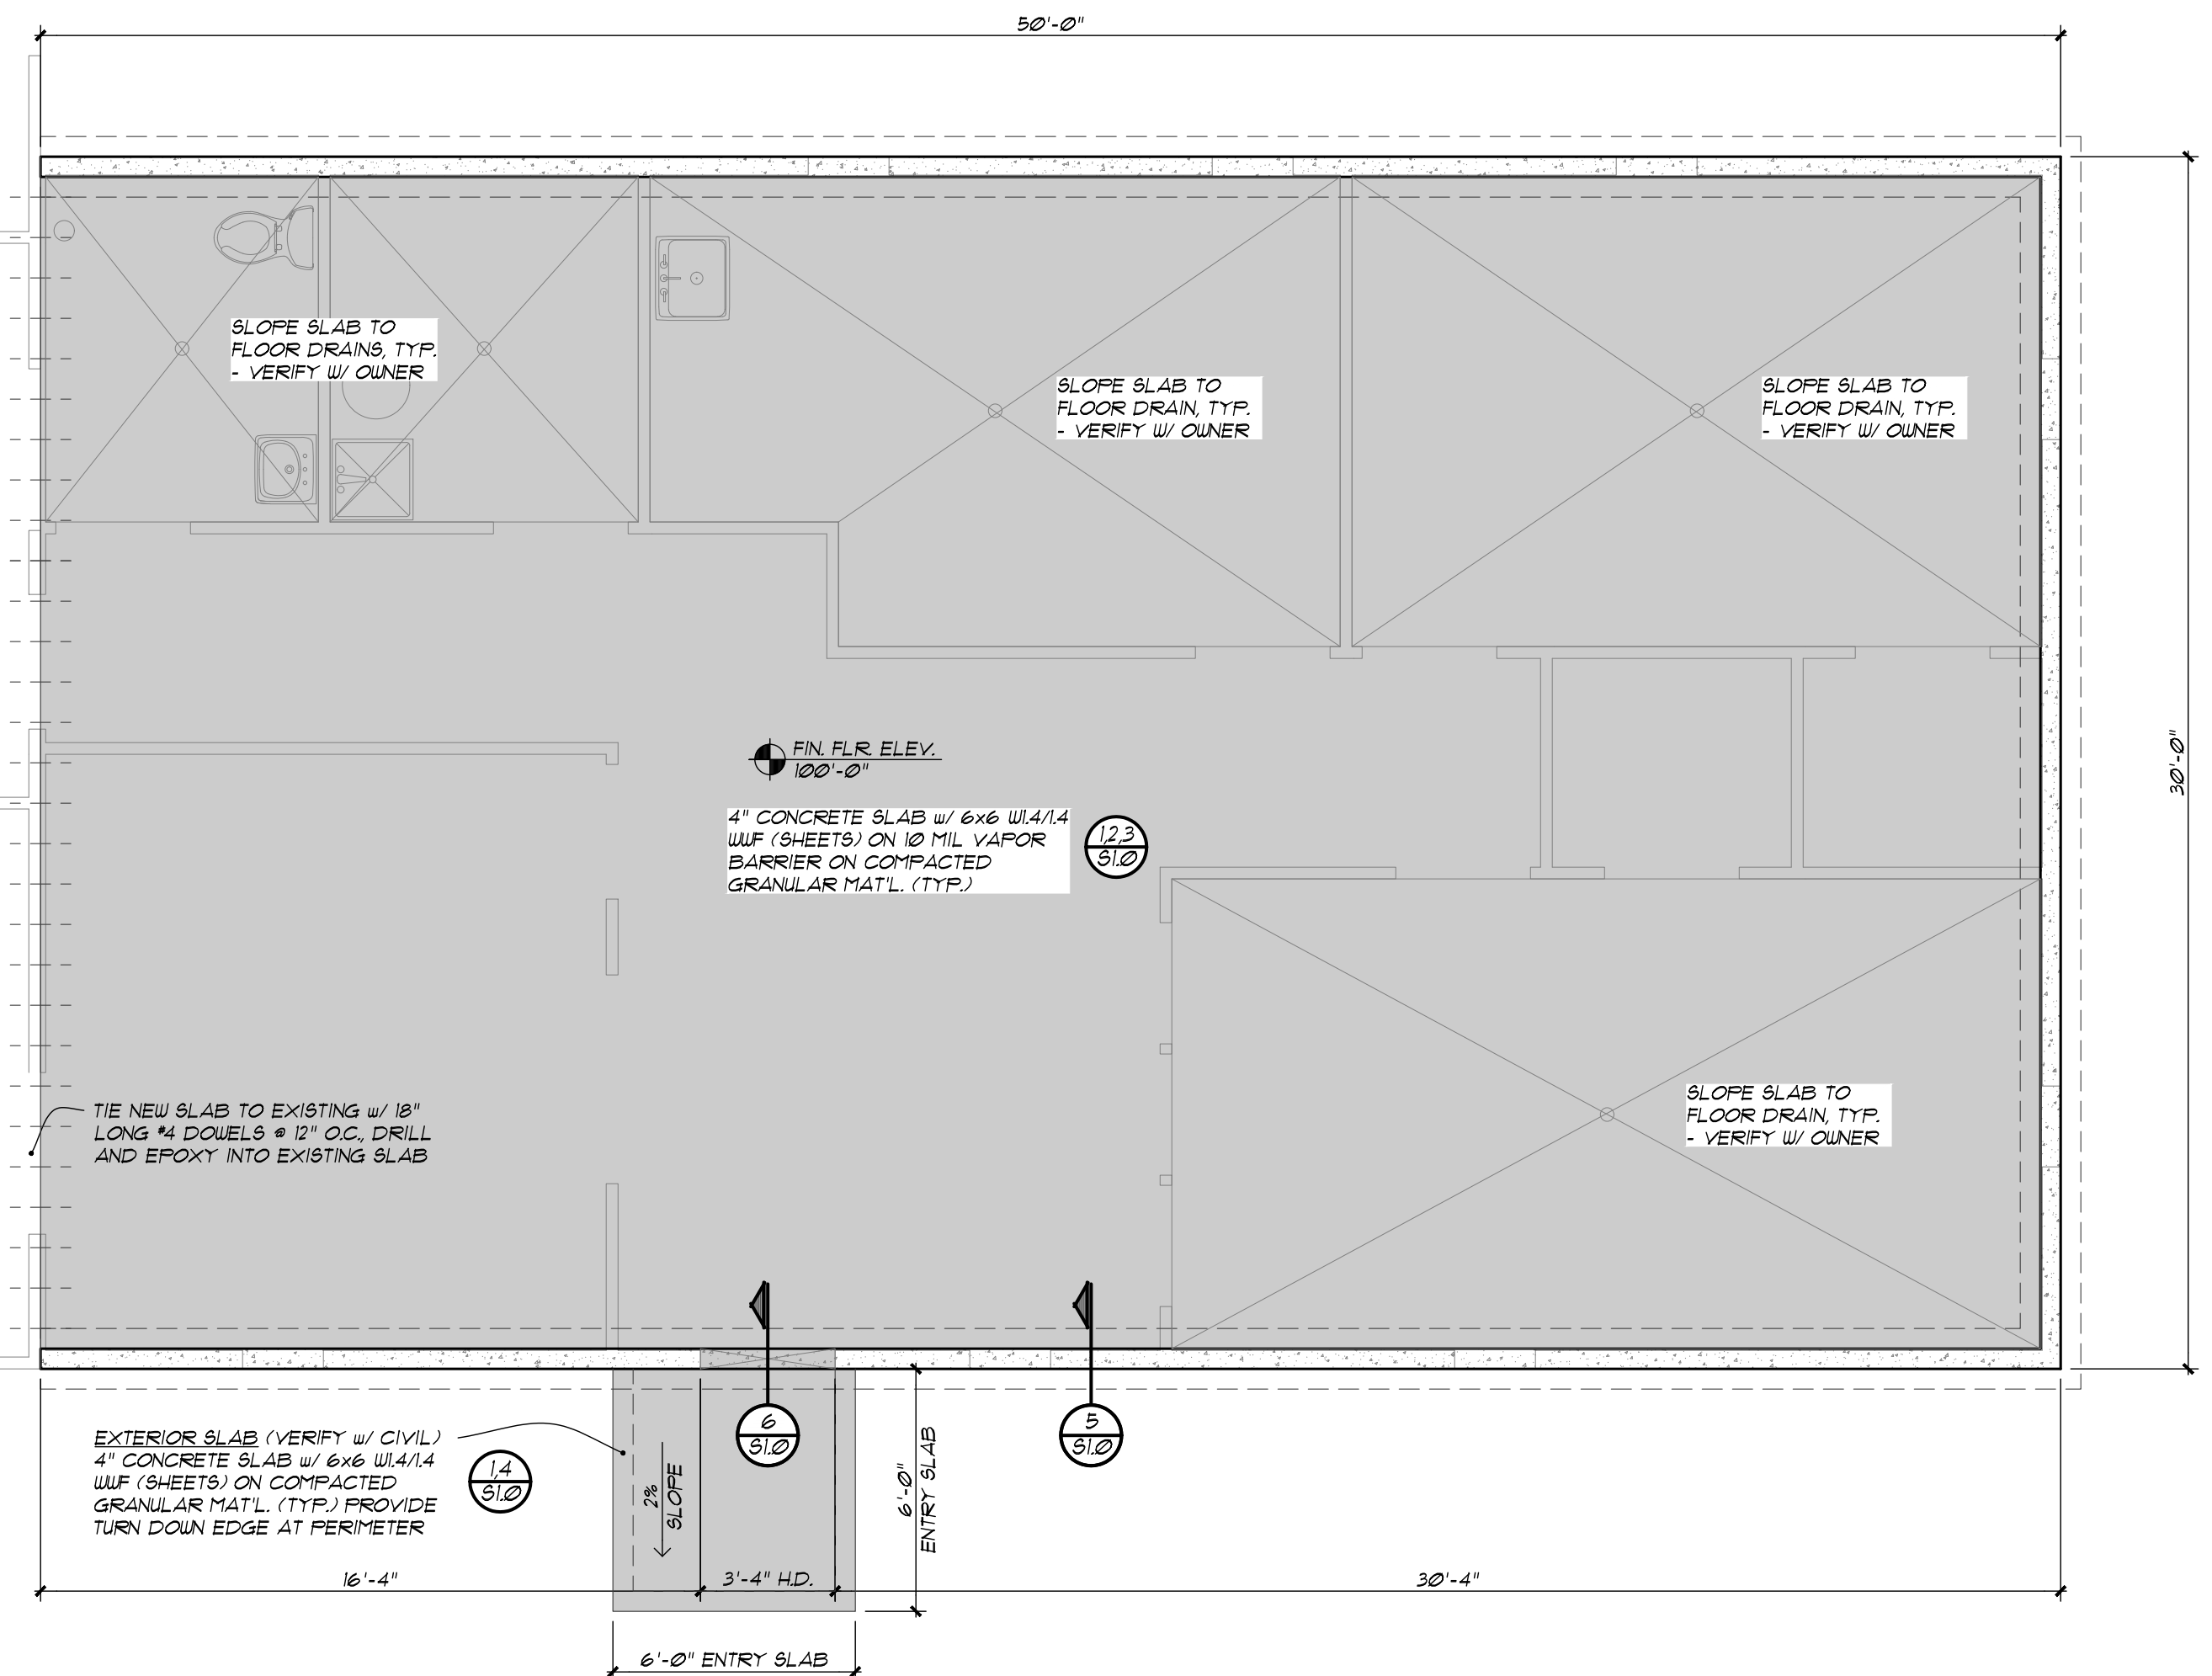 50'-0"
SLOPE SLAB TO
FLOOR DRAINS, TYP.
- VERIFY W/ OWNER
SLOPE SLAB TO
FLOOR DRAIN, TYP.
- VERIFY W/ OWNER
SLOPE SLAB TO
FLOOR DRAIN, TYP.
- VERIFY W/ OWNER
30'-0"
FIN. FLR. ELEV.
100'-0"
4" CONCRETE SLAB w/ 6x6 W1.4/1.4
WWF (SHEETS) ON 10 MIL VAPOR
BARRIER ON COMPACTED
GRANULAR MAT'L. (TYP.)
1,2,3
S1.0
TIE NEW SLAB TO EXISTING w/ 18"
LONG #4 DOWELS @ 12" O.C., DRILL
AND EPOXY INTO EXISTING SLAB
SLOPE SLAB TO
FLOOR DRAIN, TYP.
- VERIFY W/ OWNER
6
S1.0
5
S1.0
EXTERIOR SLAB (VERIFY w/ CIVIL)
4" CONCRETE SLAB w/ 6x6 W1.4/1.4
WWF (SHEETS) ON COMPACTED
GRANULAR MAT'L. (TYP.) PROVIDE
TURN DOWN EDGE AT PERIMETER
1,4
S1.0
2%
SLOPE
6'-0"
ENTRY SLAB
16'-4"
3'-4" H.D.
30'-4"
6'-0" ENTRY SLAB